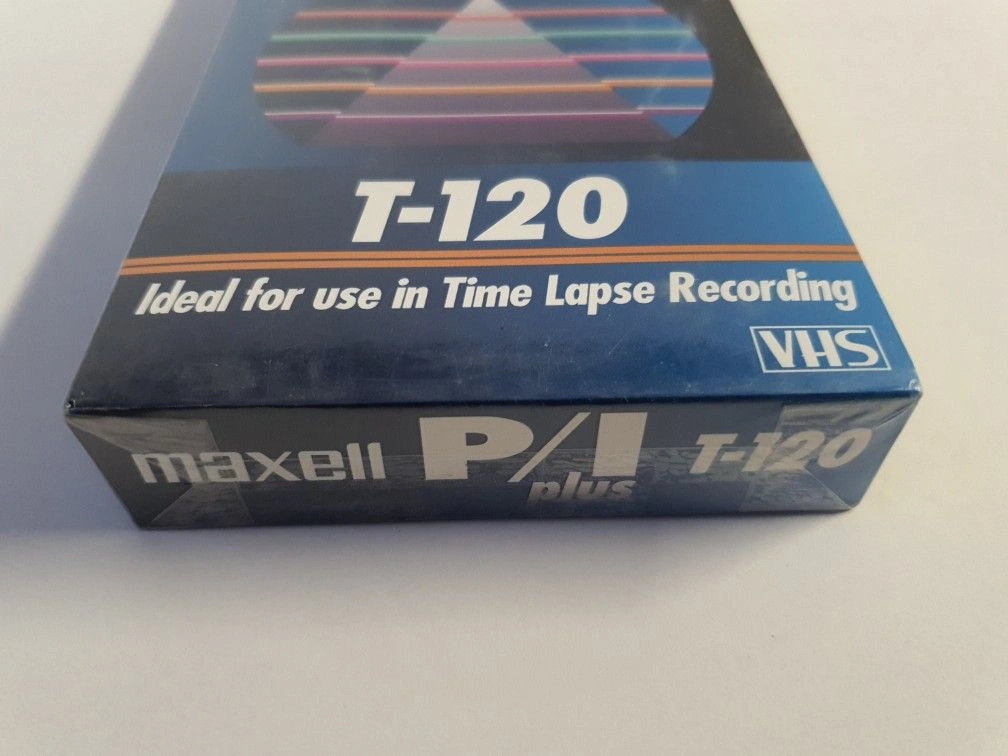 T-120
Ideal for use in Time Lapse Recording
VHS
maxell P/I plus T-120